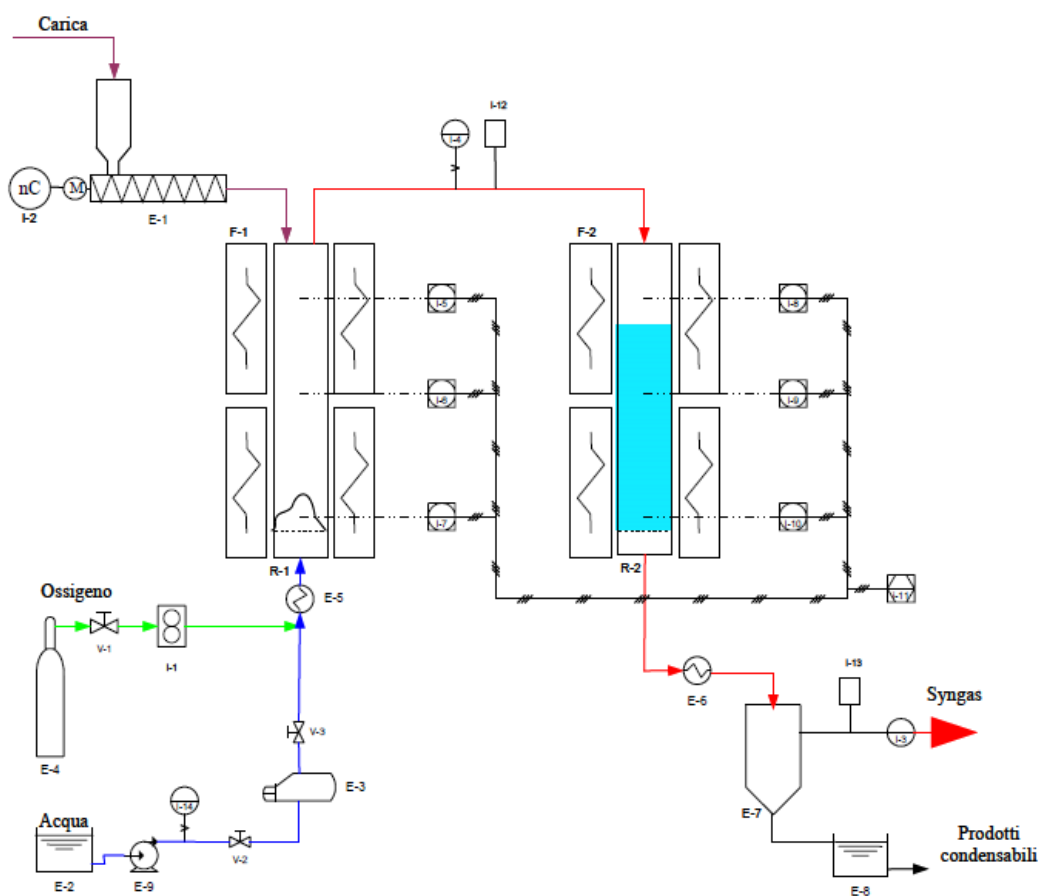 Carica
I-12
I-4
nC
M
I-2
E-1
F-1
F-2
I-5
I-8
I-6
I-9
I-7
I-10
R-1
R-2
Ossigeno
E-5
I-11
V-1
I-1
E-6
I-13
Syngas
V-3
I-3
E-4
E-3
E-7
I-14
Acqua
Prodotti
condensabili
V-2
E-2
E-9
E-8